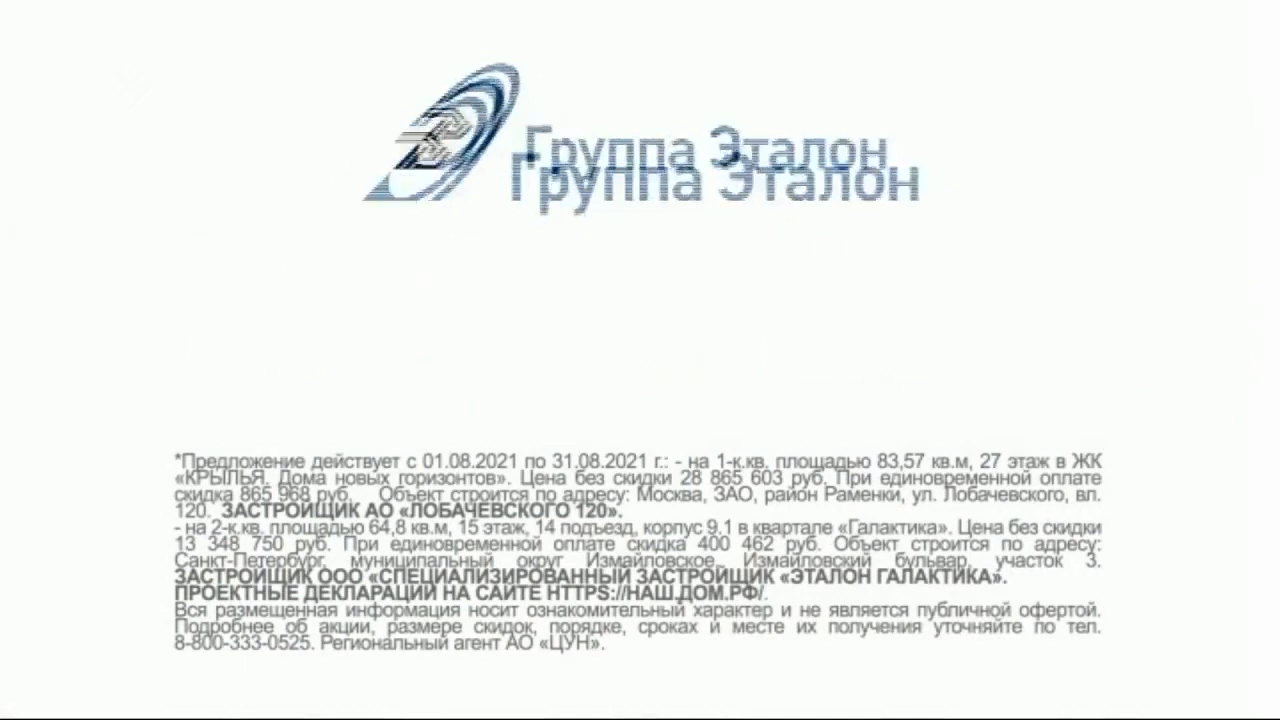 Группа Эталон
Группа Эталон
*Предложение действует с 01.08.2021 по 31.08.2021 г.: - на 1-к.кв. площадью 83,57 кв.м, 27 этаж в ЖК
«КРЫЛЬЯ. Дома новых горизонтов». Цена без скидки 28 865 603 руб. При единовременной оплате
скидка 865 968 руб. Объект строится по адресу: Москва, ЗАО, район Раменки, ул. Лобачевского, вл.
120. ЗАСТРОЙЩИК АО «ЛОБАЧЕВСКОГО 120».
- на 2-к.кв. площадью 64,8 кв.м, 15 этаж, 14 подъезд, корпус 9.1 в квартале «Галактика». Цена без скидки
13 348 750 руб. При единовременной оплате скидка 400 462 руб. Объект строится по адресу:
Санкт-Петербург, муниципальный округ Измайловское, Измайловский бульвар, участок 3.
ЗАСТРОЙЩИК ООО «СПЕЦИАЛИЗИРОВАННЫЙ ЗАСТРОЙЩИК «ЭТАЛОН ГАЛАКТИКА».
ПРОЕКТНЫЕ ДЕКЛАРАЦИИ НА САЙТЕ HTTPS://НАШ.ДОМ.РФ/.
Вся размещенная информация носит ознакомительный характер и не является публичной офертой.
Подробнее об акции, размере скидок, порядке, сроках и месте их получения уточняйте по тел.
8-800-333-0525. Региональный агент АО «ЦУН».